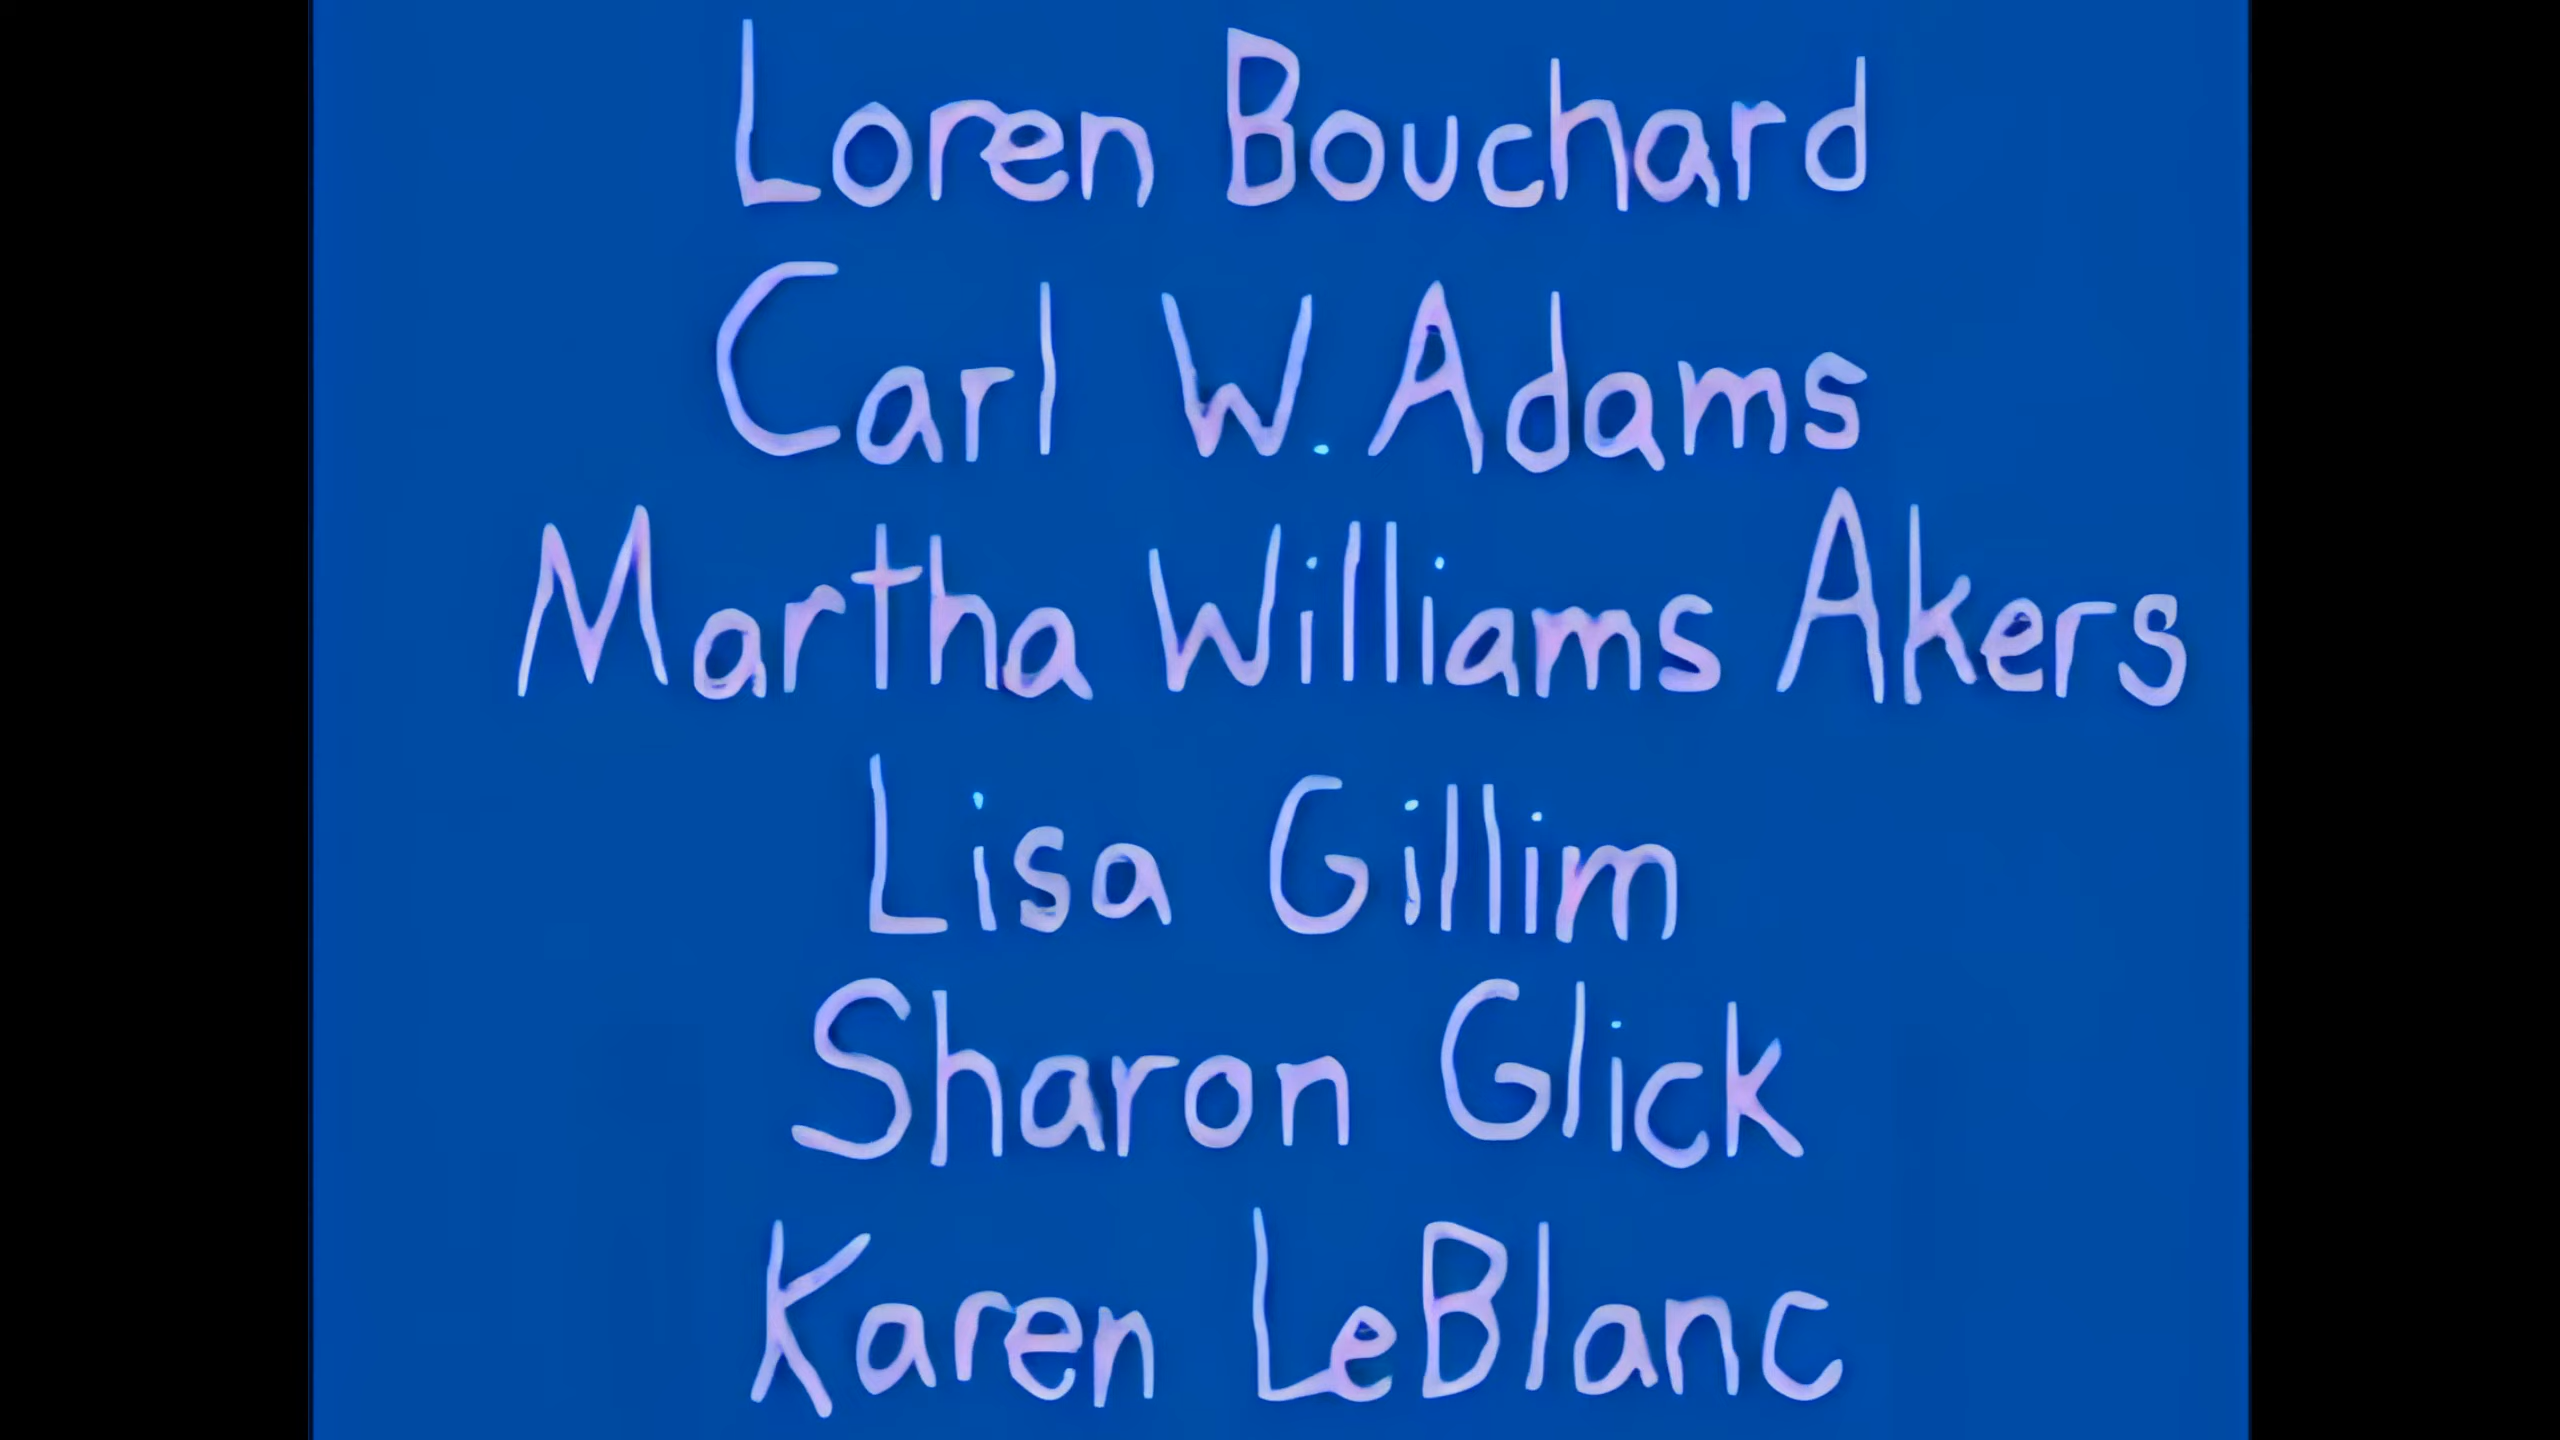 Loren Bouchard
Carl W. Adams
Martha Williams Akers
Lisa Gillim
Sharon Glick
Karen LeBlanc